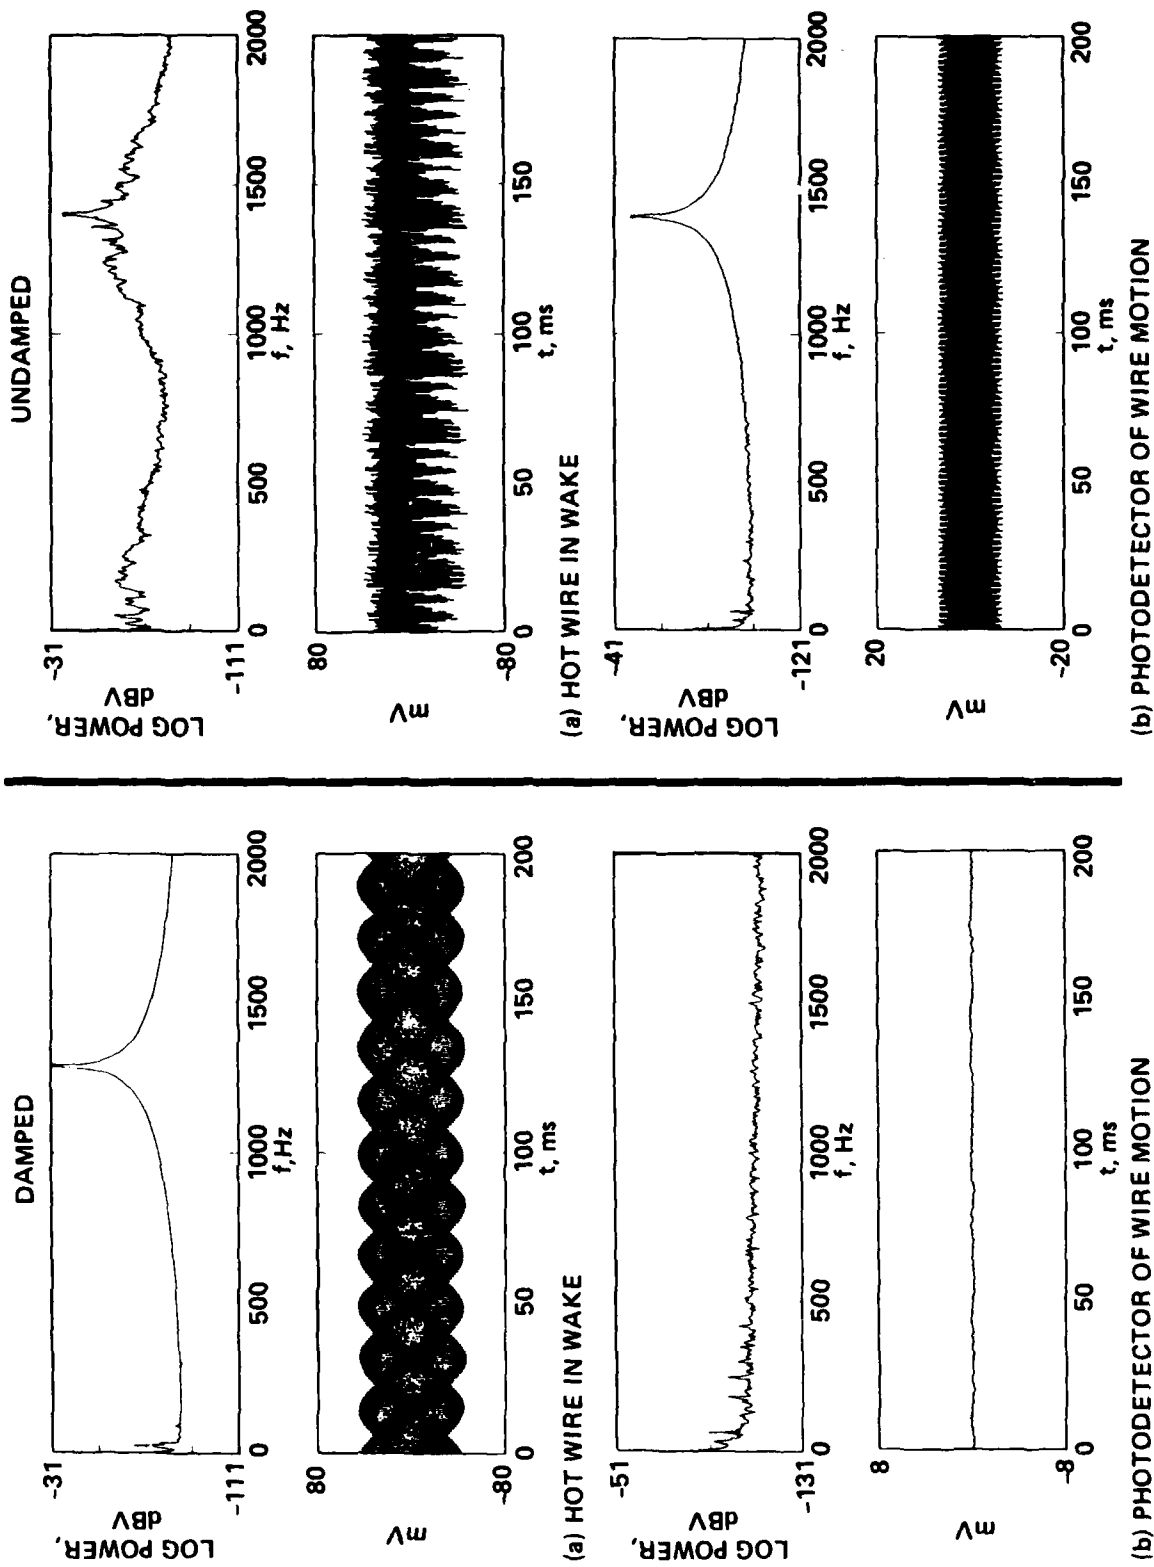 DAMPED
-31
LOG POWER,
dBV
-111
0
500
1000
1500
2000
f,Hz
80
mV
-80
0
50
100
150
200
t, ms
(a) HOT WIRE IN WAKE
-51
LOG POWER,
dBV
-131
0
500
1000
1500
2000
f, Hz
8
mV
-8
0
50
100
150
200
t, ms
(b) PHOTODETECTOR OF WIRE MOTION
UNDAMPED
-31
LOG POWER,
dBV
-111
0
500
1000
1500
2000
f, Hz
80
mV
-80
0
50
100
150
t, ms
(a) HOT WIRE IN WAKE
-41
LOG POWER,
dBV
-121
0
500
1000
1500
2000
f, Hz
20
mV
-20
0
50
100
150
200
t, ms
(b) PHOTODETECTOR OF WIRE MOTION